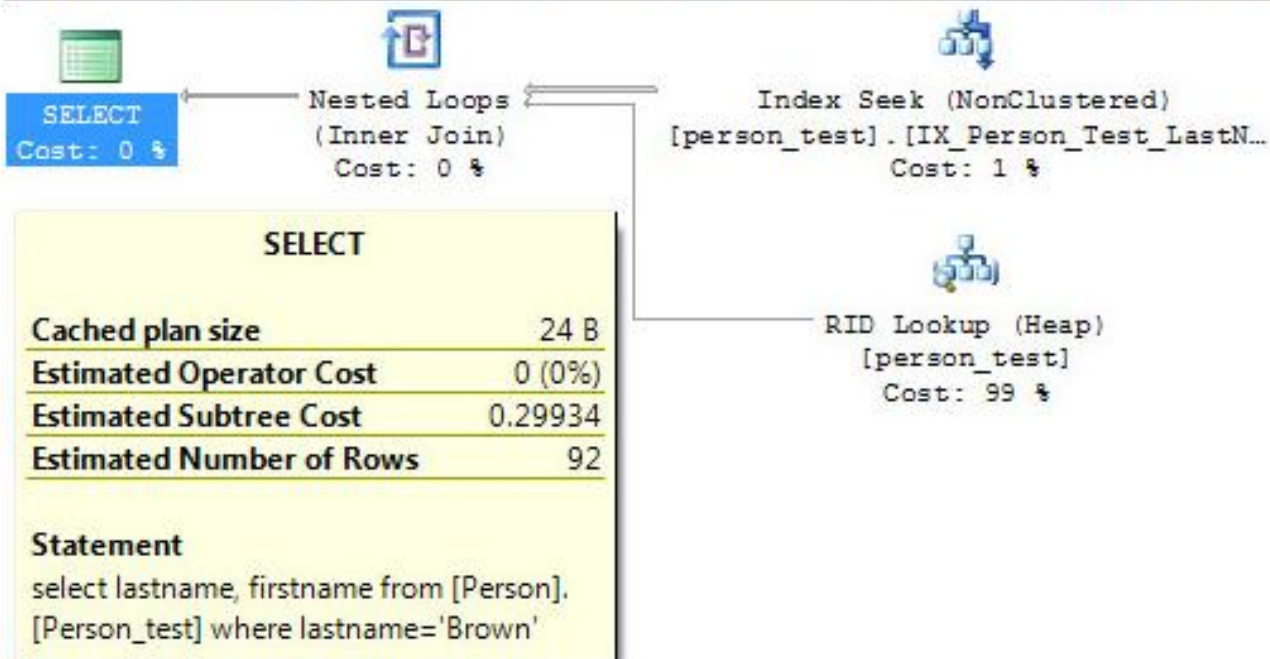 SELECT
Cost: 0 %
Nested Loops
(Inner Join)
Cost: 0 %
Index Seek (NonClustered)
[person_test].[IX_Person_Test_LastN…
Cost: 1 %
RID Lookup (Heap)
[person_test]
Cost: 99 %
SELECT
Cached plan size 24 B
Estimated Operator Cost 0 (0%)
Estimated Subtree Cost 0.29934
Estimated Number of Rows 92
Statement
select lastname, firstname from [Person].
[Person_test] where lastname='Brown'